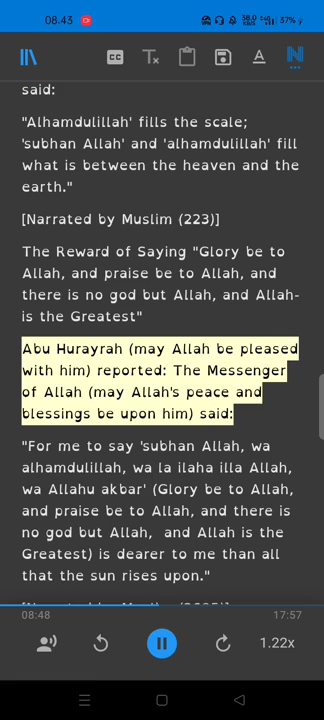 08.43
38.0
KB/S
37%
CC
said:
"Alhamdulillah' fills the scale;
'subhan Allah' and 'alhamdulillah' fill
what is between the heaven and the
earth."
[Narrated by Muslim (223)]
The Reward of Saying "Glory be to
Allah, and praise be to Allah, and
there is no god but Allah, and Allah-
is the Greatest"
Abu Hurayrah (may Allah be pleased
with him) reported: The Messenger
of Allah (may Allah's peace and
blessings be upon him) said:
"For me to say 'subhan Allah, wa
alhamdulillah, wa la ilaha illa Allah,
wa Allahu akbar' (Glory be to Allah,
and praise be to Allah, and there is
no god but Allah,  and Allah is the
Greatest) is dearer to me than all
that the sun rises upon."
08:48
17:57
1.22x